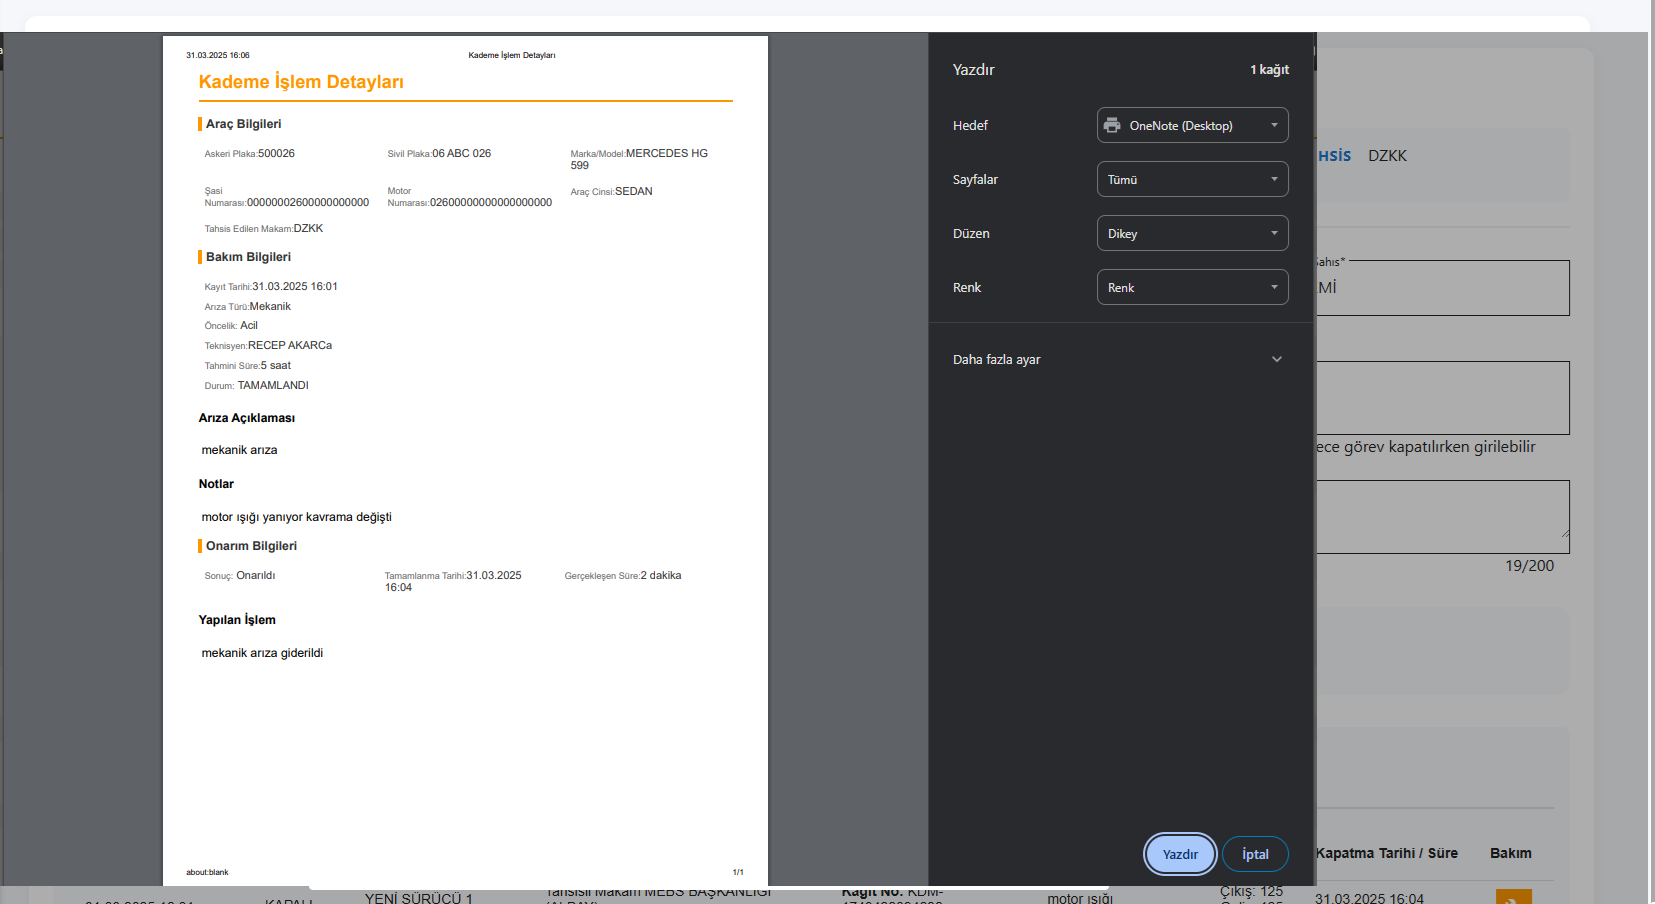 31.03.2025 16:06
Kademe İşlem Detayları
Kademe İşlem Detayları
Araç Bilgileri
Askeri Plaka:500026
Sivil Plaka:06 ABC 026
Marka/Model:MERCEDES HG
599
Şasi
Numarası:00000002600000000000
Motor
Numarası:02600000000000000000
Araç Cinsi:SEDAN
Tahsis Edilen Makam:DZKK
Bakım Bilgileri
Kayıt Tarihi:31.03.2025 16:01
Arıza Türü:Mekanik
Öncelik: Acil
Teknisyen:RECEP AKARCa
Tahmini Süre:5 saat
Durum: TAMAMLANDI
Arıza Açıklaması
mekanik arıza
Notlar
motor ışığı yanıyor kavrama değişti
Onarım Bilgileri
Sonuç: Onarıldı
Tamamlanma Tarihi:31.03.2025
16:04
Gerçekleşen Süre:2 dakika
Yapılan İşlem
mekanik arıza giderildi
about:blank
1/1
Yazdır
1 kağıt
Hedef
OneNote (Desktop)
Sayfalar
Tümü
Düzen
Dikey
Renk
Renk
Daha fazla ayar
Yazdır
İptal
HSİS DZKK
Şahıs*
Mİ
ece görev kapatılırken girilebilir
19/200
Kapatma Tarihi / Süre
Bakım
KAPALI
YENİ SÜRÜCÜ 1
Tahsisli Makam MEBS BAŞKANLIĞI
Kağıt No: KDM-
motor ışığı
Çıkış: 125
31.03.2025 16:04